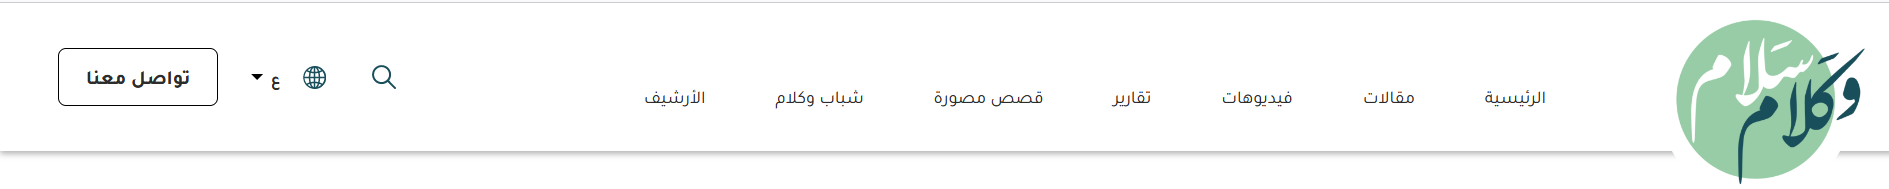 سلام
وكلام
الرئيسية
مقالات
فيديوهات
تقارير
قصص مصورة
شباب وكلام
الأرشيف
ع
تواصل معنا